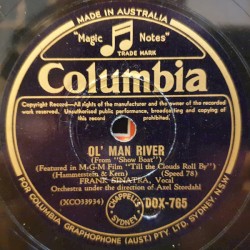 MADE IN AUSTRALIA
"Magic Notes"
TRADE MARK
Columbia
Copyright Record—All rights of the manufacturer and the owner of the recorded
work reserved. Unauthorised public performance, broadcasting and copying of
this record prohibited.
OL' MAN RIVER
(From "Show Boat")
(Featured in M-G-M Film "Till the Clouds Roll By")
(Hammerstein & Kern) (Speed 78)
FRANK SINATRA, Vocal
Orchestra under the direction of Axel Stordahl
(XCO33934)
CHAPPELL
SYDNEY
DOX-765
FOR COLUMBIA GRAPHOPHONE (AUST.) PTY. LTD. SYDNEY, N.S.W.